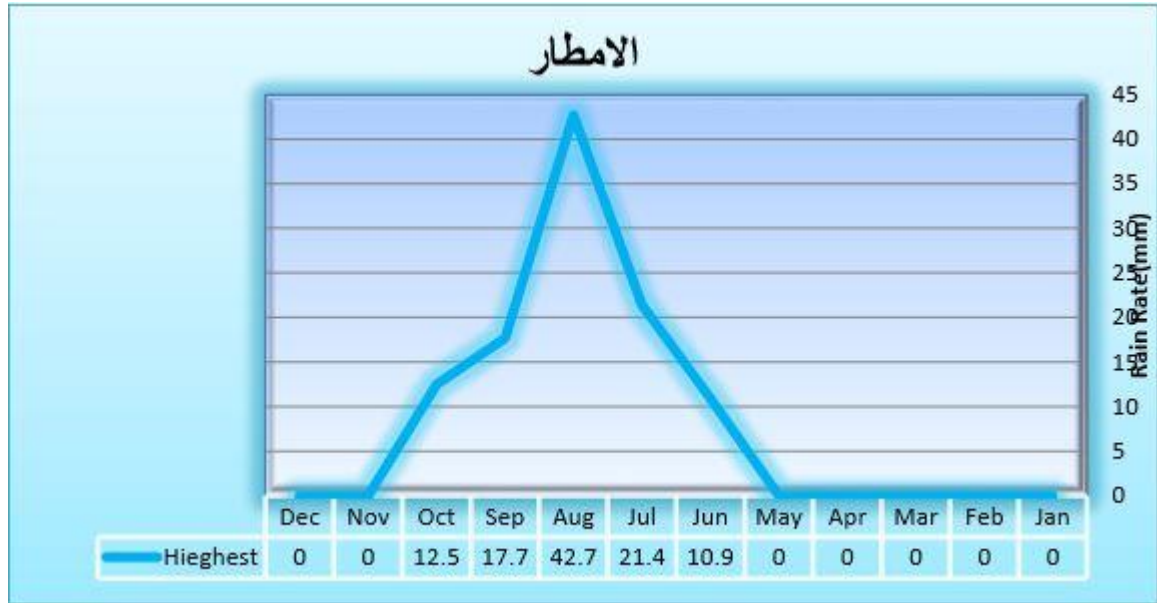 الامطار
45
40
35
30
25
20
15
10
5
0
Rain Rate(mm)
Dec Nov Oct Sep Aug Jul Jun May Apr Mar Feb Jan
Hieghest 0 0 12.5 17.7 42.7 21.4 10.9 0 0 0 0 0